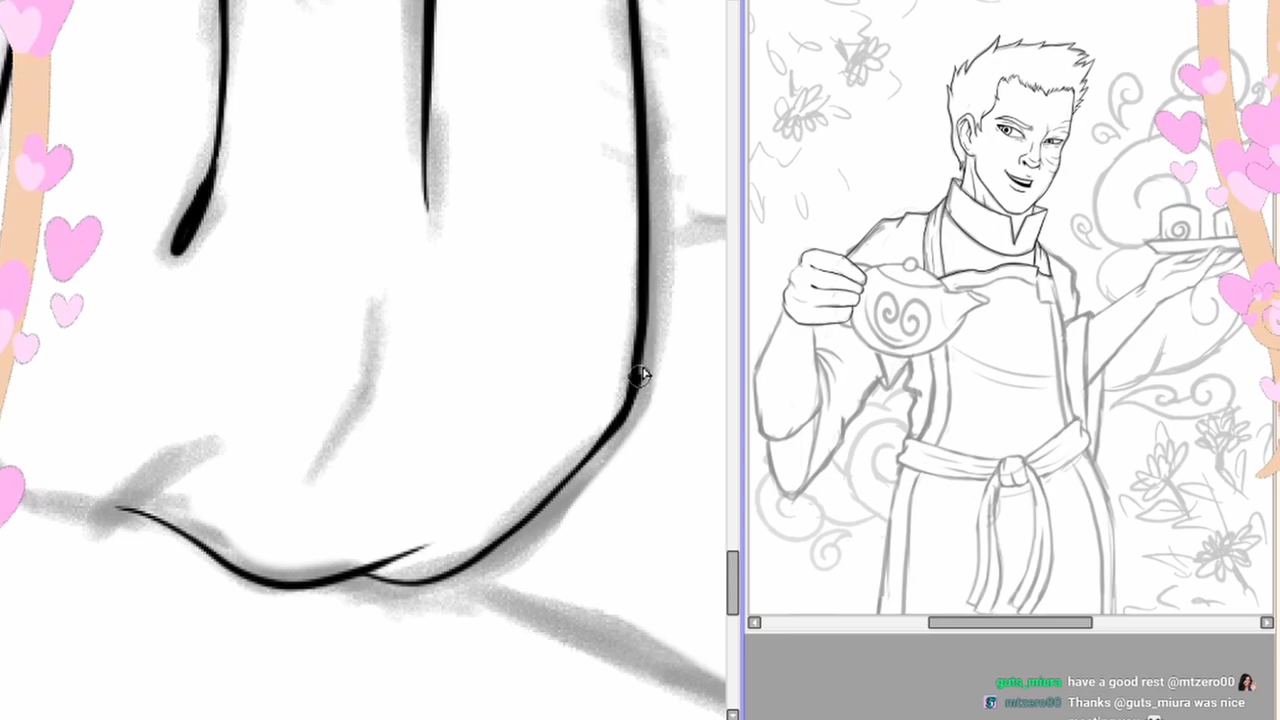 guts_miura have a good rest @mtzero00
mtzero00 Thanks @guts_miura was nice